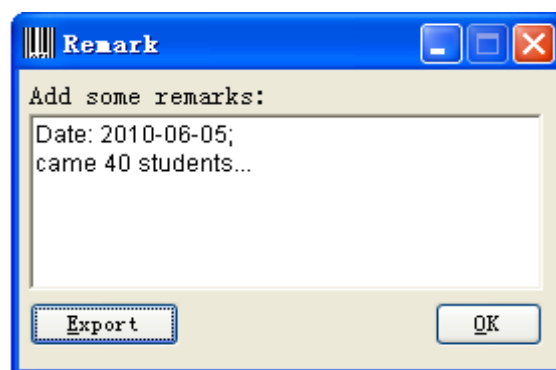 Remark
Add some remarks:
Date: 2010-06-05;
came 40 students...
Export
OK